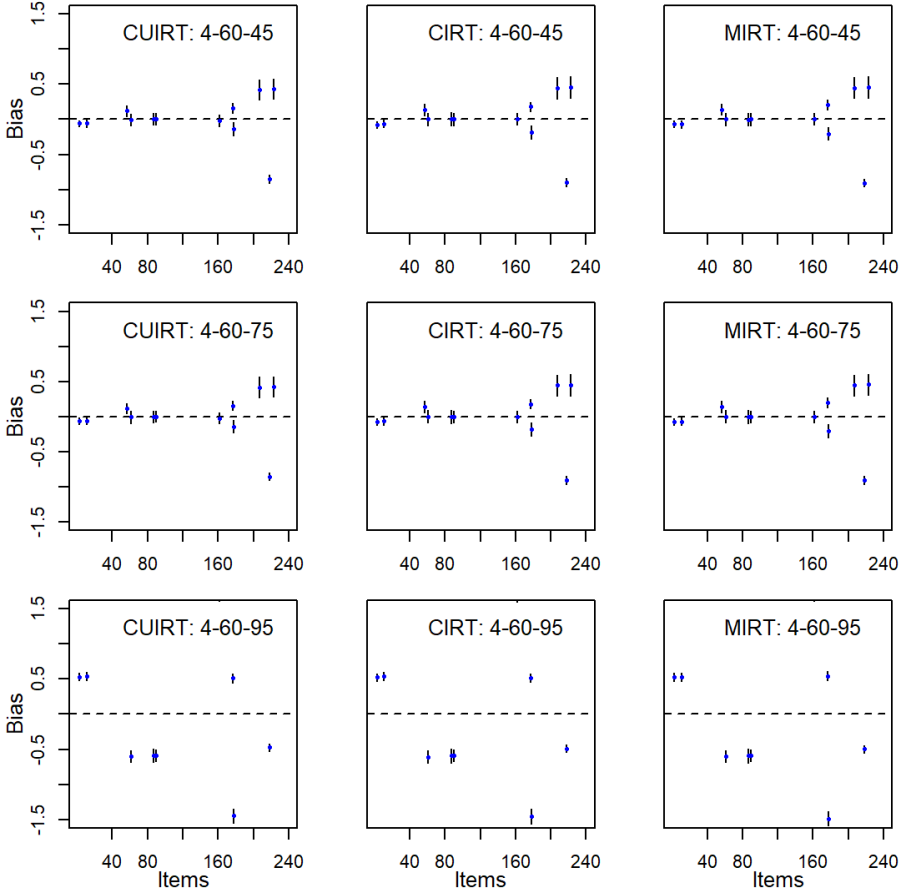 CUIRT: 4-60-45
CIRT: 4-60-45
MIRT: 4-60-45
Bias
1.5
0.5
-0.5
-1.5
40 80 160 240
40 80 160 240
40 80 160 240
CUIRT: 4-60-75
CIRT: 4-60-75
MIRT: 4-60-75
Bias
1.5
0.5
-0.5
-1.5
40 80 160 240
40 80 160 240
40 80 160 240
CUIRT: 4-60-95
CIRT: 4-60-95
MIRT: 4-60-95
Bias
1.5
0.5
-0.5
-1.5
40 80 160 240
40 80 160 240
40 80 160 240
Items
Items
Items